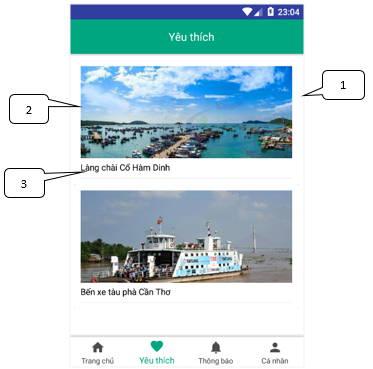 23:04
Yêu thích
1
2
Làng chài Cổ Hàm Dinh
3
Bến xe tàu phà Cần Thơ
Trang chủ
Yêu thích
Thông báo
Cá nhân